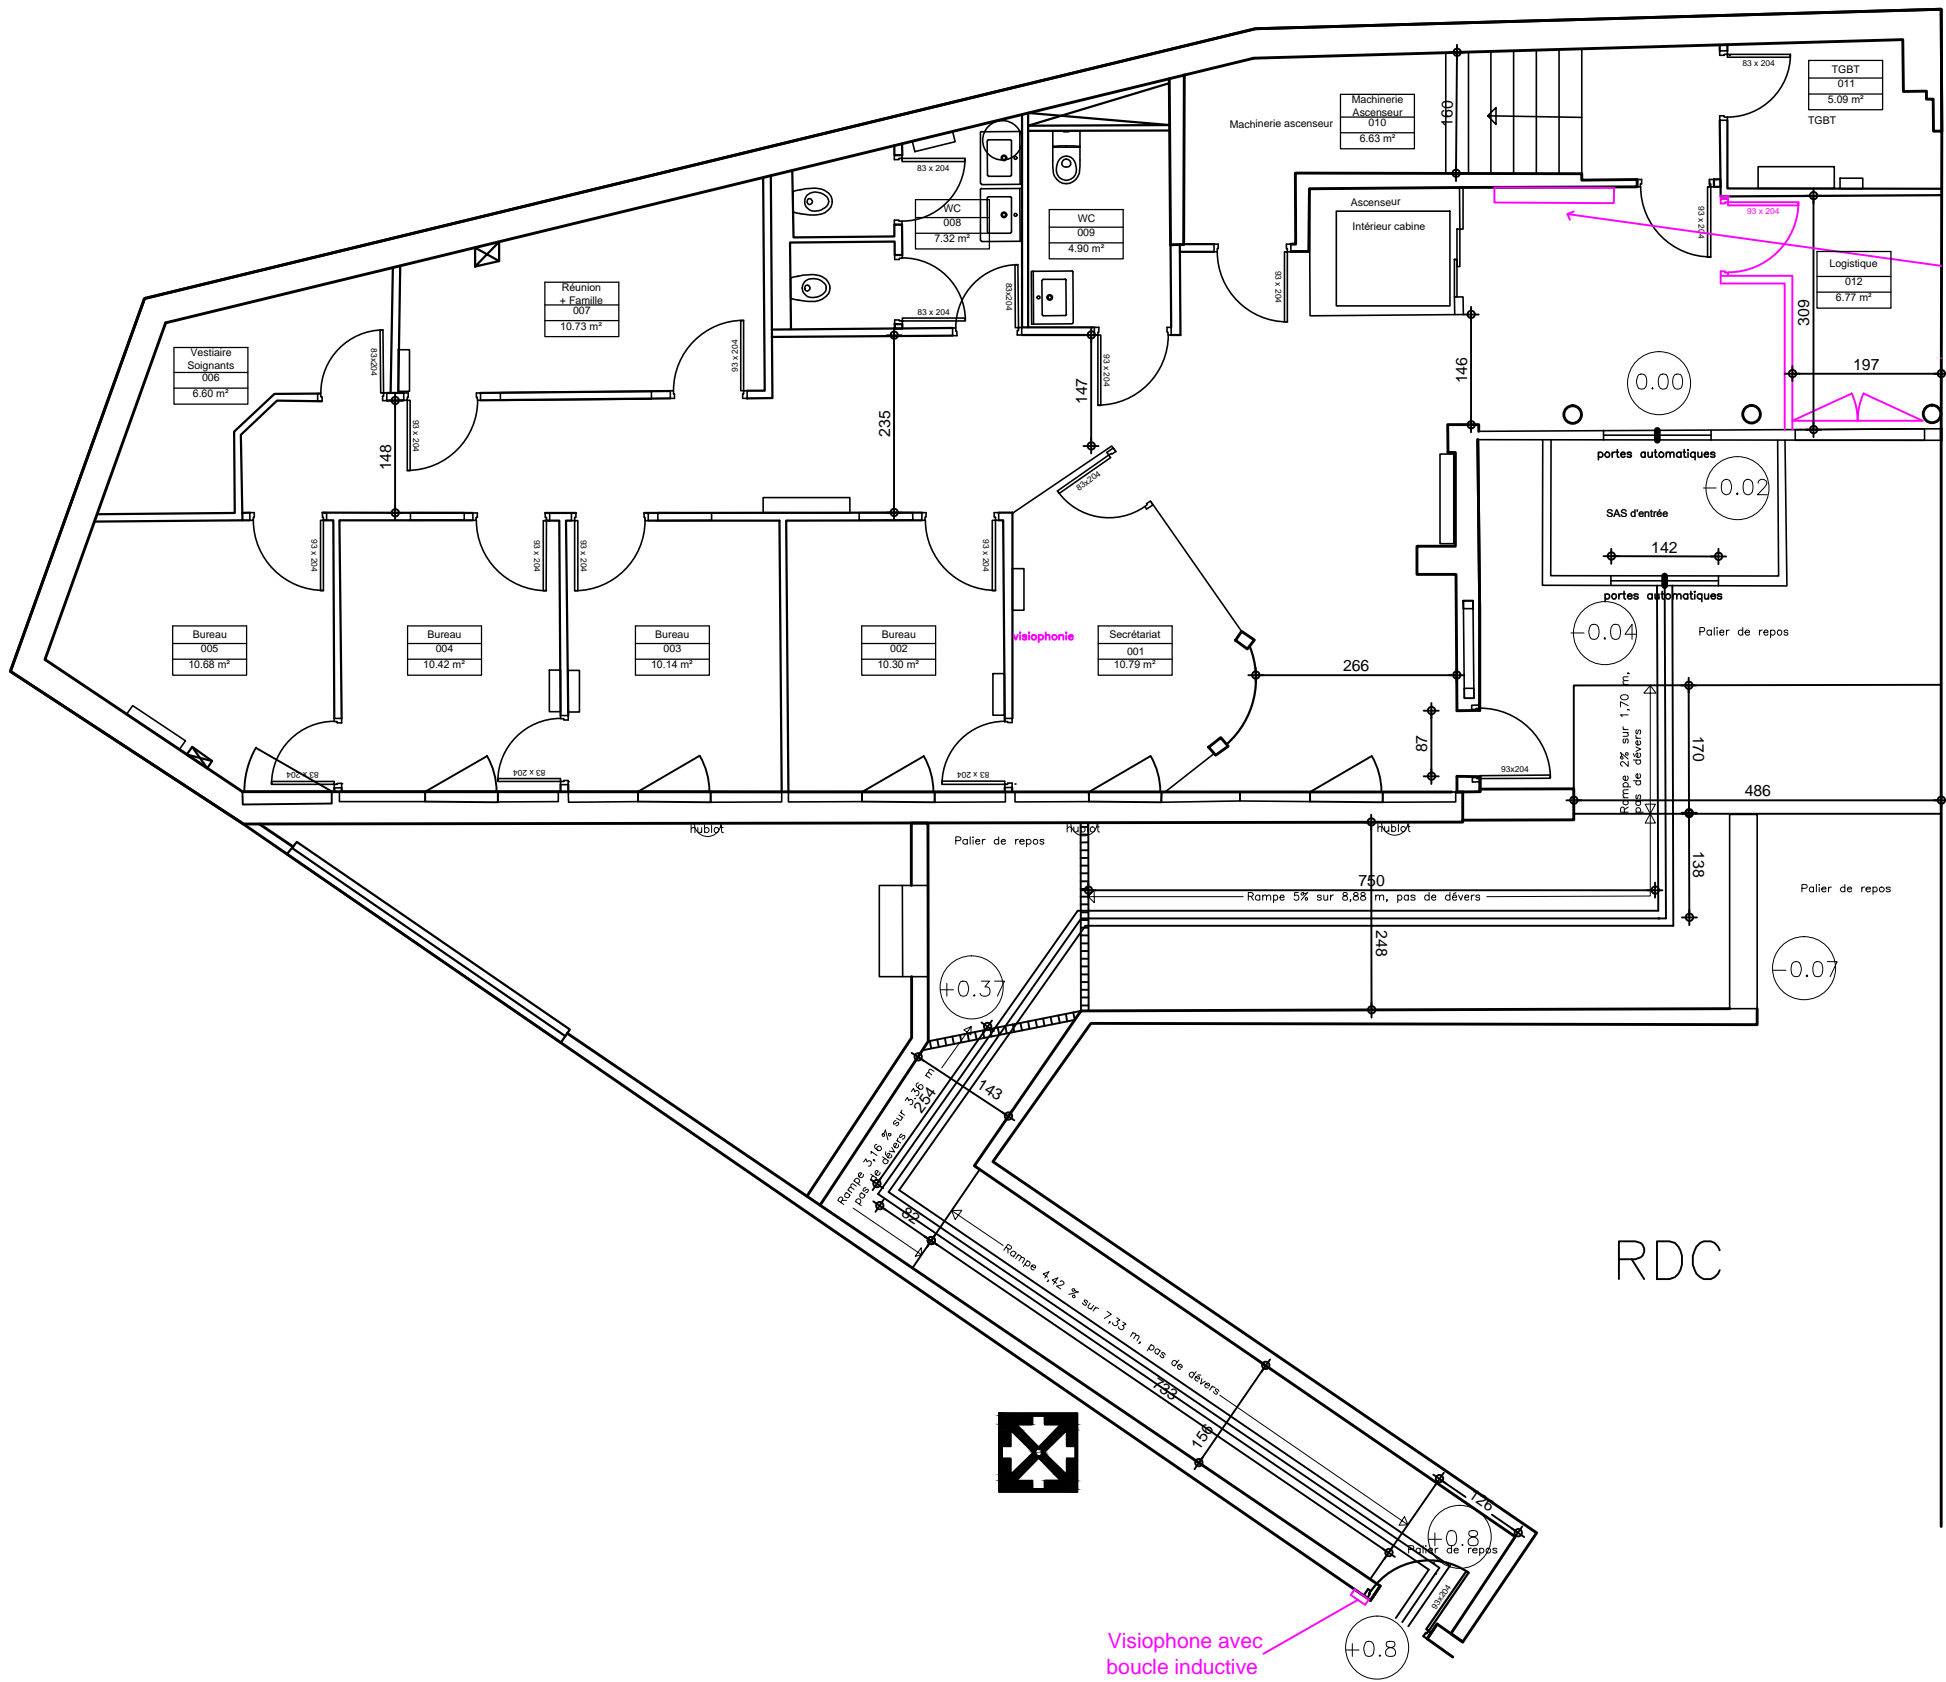 83 x 204
TGBT
011
5.09 m²
TGBT
Machinerie
Ascenseur
010
6.63 m²
Machinerie ascenseur
160
83 x 204
WC
008
7.32 m²
WC
009
4.90 m²
Ascenseur
Intérieur cabine
93 x 204
93 x 204
Logistique
012
6.77 m²
309
197
93 x 204
83x204
83 x 204
Réunion
+ Famille
007
10.73 m²
Vestiaire
Soignants
006
6.60 m²
83x204
93 x 204
93 x 204
93 x 204
148
235
147
146
0.00
portes automatiques
-0.02
SAS d'entrée
142
portes automatiques
83x204
93 x 204
93 x 204
93 x 204
93 x 204
-0.04
Palier de repos
Bureau
005
10.68 m²
Bureau
004
10.42 m²
Bureau
003
10.14 m²
Bureau
002
10.30 m²
visiophonie
Secrétariat
001
10.79 m²
266
87
93x204
Rampe 2% sur 1,70 m,
pas de dévers
170
486
83 x 204
83 x 204
83 x 204
hublot
hublot
hublot
Palier de repos
138
Palier de repos
750
Rampe 5% sur 8,88 m, pas de dévers
248
+0.37
-0.07
143
254
Rampe 3,16 % sur 3,36 m
pas de dévers
82
Rampe 4,42 % sur 7,33 m, pas de dévers
733
156
RDC
126
+0.8
Palier de repos
93x204
+0.8
Visiophone avec
boucle inductive